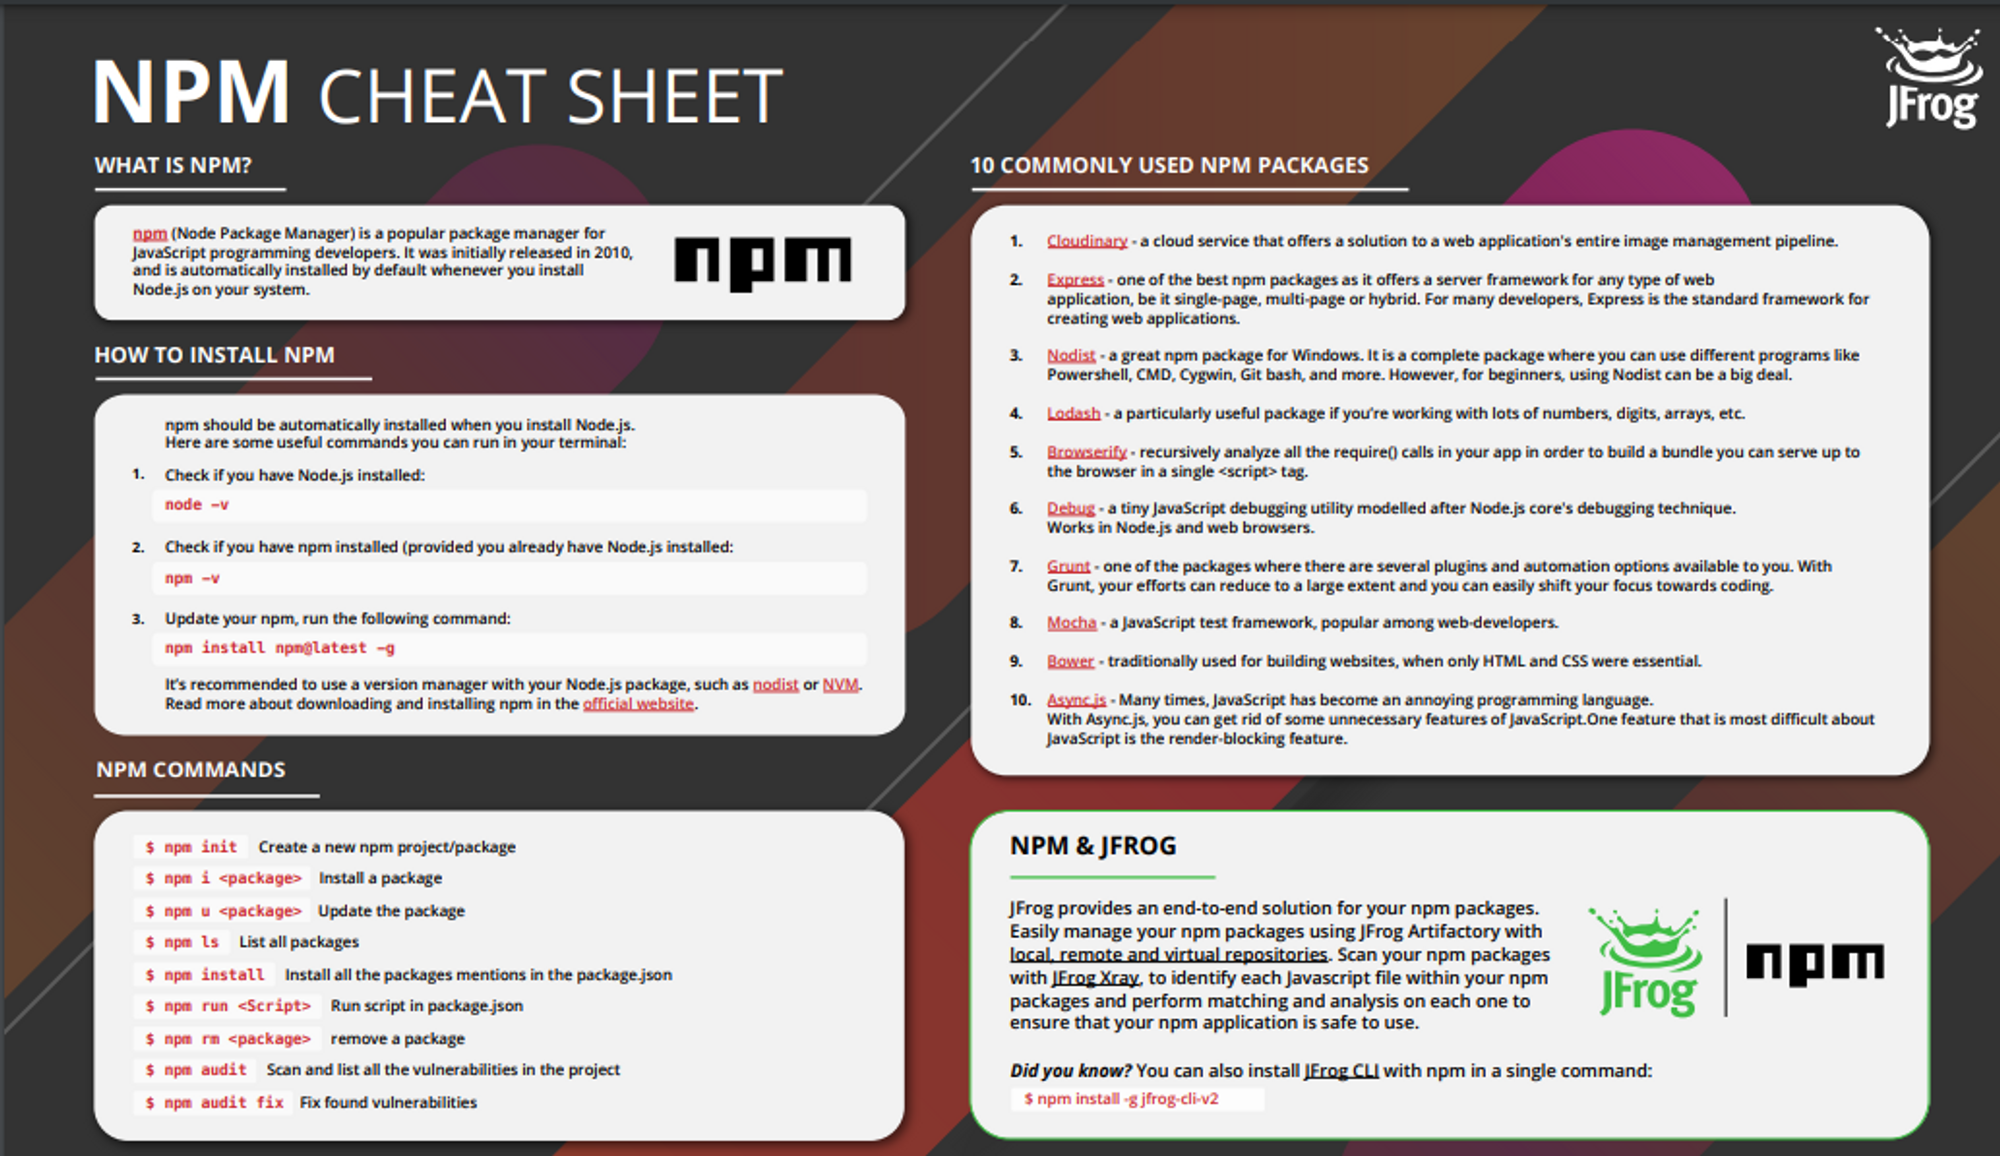 NPM CHEAT SHEET
JFrog
WHAT IS NPM?
npm (Node Package Manager) is a popular package manager for
JavaScript programming developers. It was initially released in 2010,
and is automatically installed by default whenever you install
Node.js on your system.
npm
HOW TO INSTALL NPM
npm should be automatically installed when you install Node.js.
Here are some useful commands you can run in your terminal:
1. Check if you have Node.js installed:
node –v
2. Check if you have npm installed (provided you already have Node.js installed:
npm –v
3. Update your npm, run the following command:
npm install npm@latest –g
It's recommended to use a version manager with your Node.js package, such as nodist or NVM.
Read more about downloading and installing npm in the official website.
NPM COMMANDS
$ npm init Create a new npm project/package
$ npm i <package> Install a package
$ npm u <package> Update the package
$ npm ls List all packages
$ npm install Install all the packages mentions in the package.json
$ npm run <Script> Run script in package.json
$ npm rm <package> remove a package
$ npm audit Scan and list all the vulnerabilities in the project
$ npm audit fix Fix found vulnerabilities
10 COMMONLY USED NPM PACKAGES
1. Cloudinary - a cloud service that offers a solution to a web application's entire image management pipeline.
2. Express - one of the best npm packages as it offers a server framework for any type of web
application, be it single-page, multi-page or hybrid. For many developers, Express is the standard framework for
creating web applications.
3. Nodist - a great npm package for Windows. It is a complete package where you can use different programs like
Powershell, CMD, Cygwin, Git bash, and more. However, for beginners, using Nodist can be a big deal.
4. Lodash - a particularly useful package if you're working with lots of numbers, digits, arrays, etc.
5. Browserify - recursively analyze all the require() calls in your app in order to build a bundle you can serve up to
the browser in a single <script> tag.
6. Debug - a tiny JavaScript debugging utility modelled after Node.js core's debugging technique.
Works in Node.js and web browsers.
7. Grunt - one of the packages where there are several plugins and automation options available to you. With
Grunt, your efforts can reduce to a large extent and you can easily shift your focus towards coding.
8. Mocha - a JavaScript test framework, popular among web-developers.
9. Bower - traditionally used for building websites, when only HTML and CSS were essential.
10. Async.js - Many times, JavaScript has become an annoying programming language.
With Async.js, you can get rid of some unnecessary features of JavaScript.One feature that is most difficult about
JavaScript is the render-blocking feature.
NPM & JFROG
JFrog provides an end-to-end solution for your npm packages.
Easily manage your npm packages using JFrog Artifactory with
local, remote and virtual repositories. Scan your npm packages
with JFrog Xray, to identify each Javascript file within your npm
packages and perform matching and analysis on each one to
ensure that your npm application is safe to use.
JFrog
npm
Did you know? You can also install JFrog CLI with npm in a single command:
$ npm install -g jfrog-cli-v2